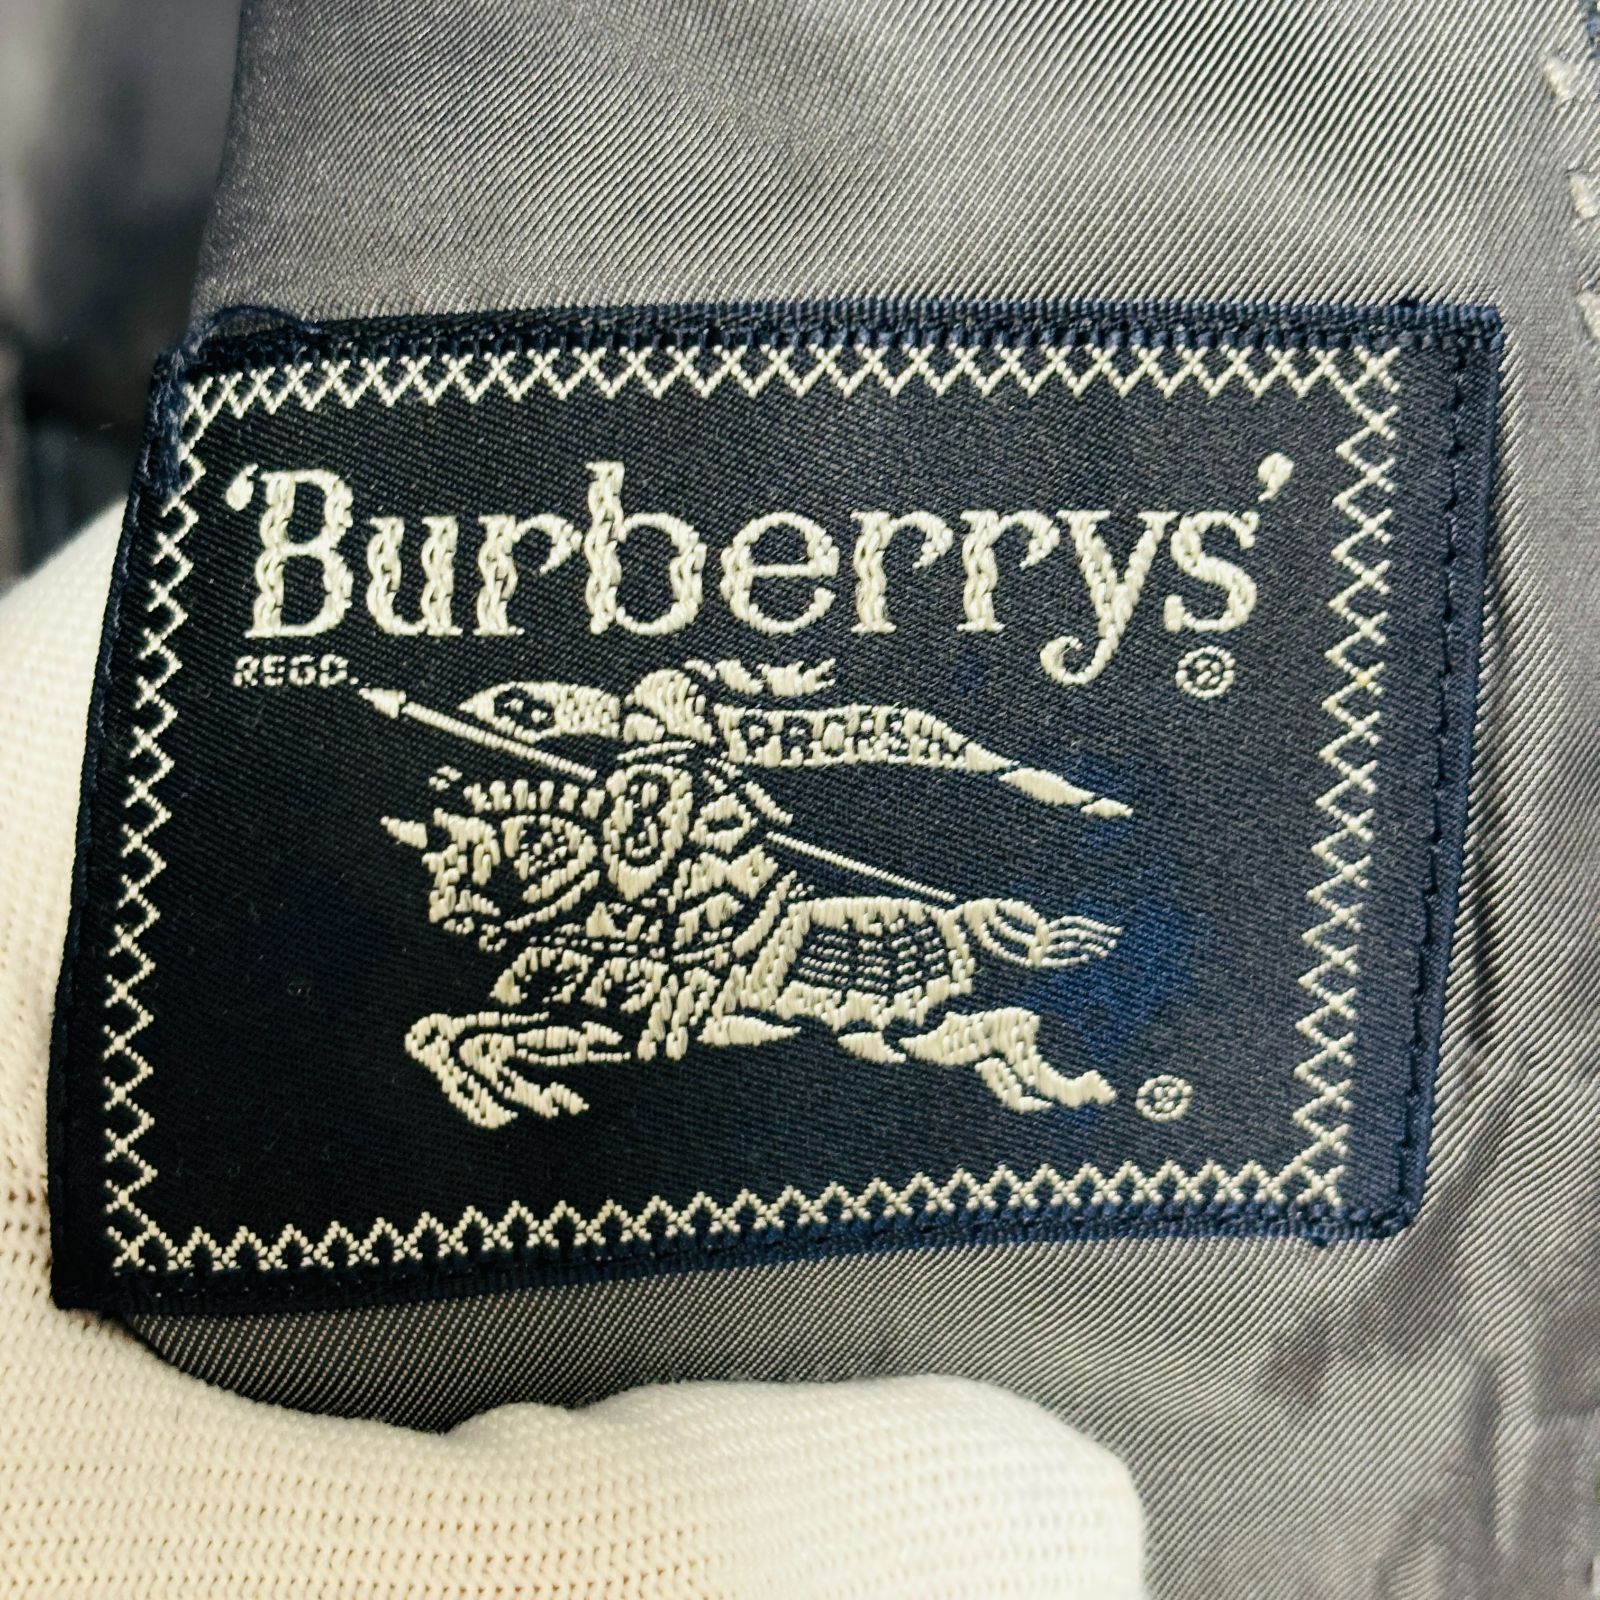 'Burberrys'
REGD. ®
PRORSUM
®